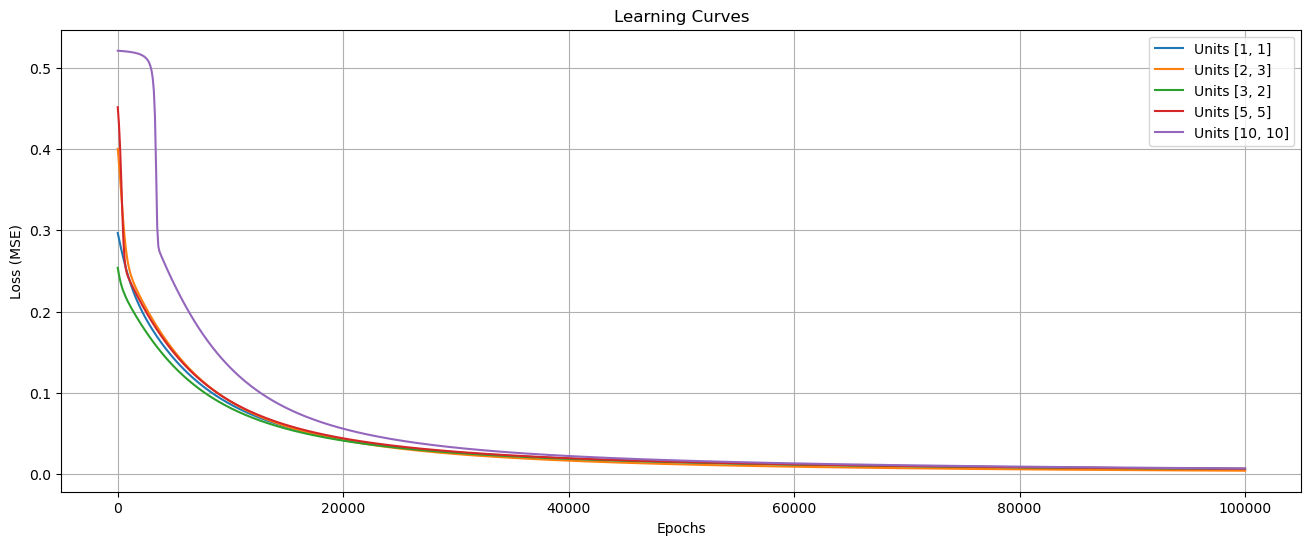 Learning Curves
Loss (MSE)
0.5
0.4
0.3
0.2
0.1
0.0
Units [1, 1]
Units [2, 3]
Units [3, 2]
Units [5, 5]
Units [10, 10]
0 20000 40000 60000 80000 100000
Epochs